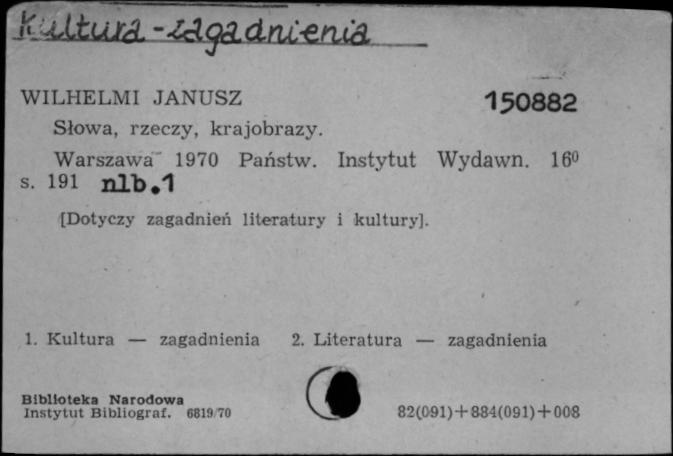 Kultura - zagadnienia
WILHELMI JANUSZ 150882
Słowa, rzeczy, krajobrazy.
Warszawa 1970 Państw. Instytut Wydawn. 16⁰
s. 191 nlb.1
[Dotyczy zagadnień literatury i kultury].
1. Kultura — zagadnienia 2. Literatura — zagadnienia
Biblioteka Narodowa
Instytut Bibliograf. 6819/70 82(091)+884(091)+008